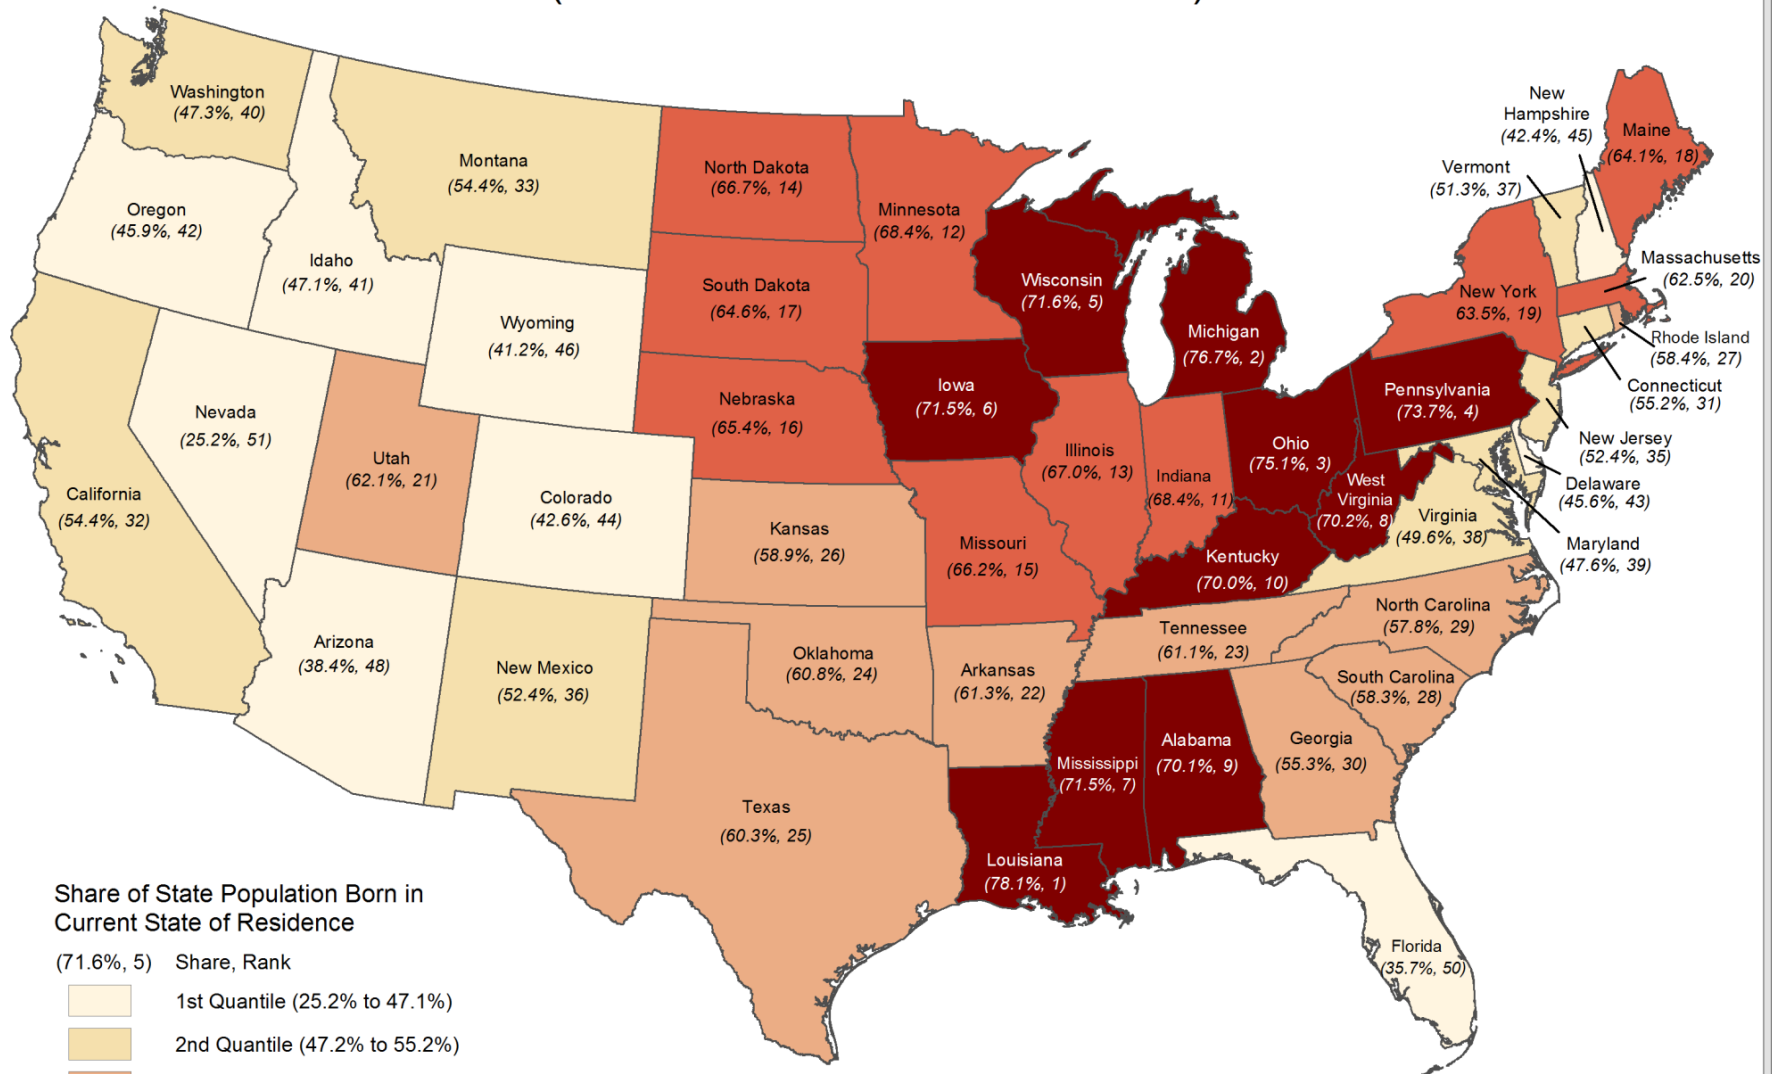 Washington
(47.3%, 40)
Montana
(54.4%, 33)
North Dakota
(66.7%, 14)
Minnesota
(68.4%, 12)
New
Hampshire
(42.4%, 45)
Maine
(64.1%, 18)
Vermont
(51.3%, 37)
Oregon
(45.9%, 42)
Idaho
(47.1%, 41)
Wyoming
(41.2%, 46)
South Dakota
(64.6%, 17)
Wisconsin
(71.6%, 5)
Michigan
(76.7%, 2)
New York
63.5%, 19)
Massachusetts
(62.5%, 20)
Rhode Island
(58.4%, 27)
Connecticut
(55.2%, 31)
New Jersey
(52.4%, 35)
Delaware
(45.6%, 43)
Maryland
(47.6%, 39)
Nevada
(25.2%, 51)
Utah
(62.1%, 21)
Colorado
(42.6%, 44)
Nebraska
(65.4%, 16)
Iowa
(71.5%, 6)
Illinois
(67.0%, 13)
Indiana
(68.4%, 11)
Ohio
(75.1%, 3)
Pennsylvania
(73.7%, 4)
West
Virginia
(70.2%, 8)
Virginia
(49.6%, 38)
California
(54.4%, 32)
Kansas
(58.9%, 26)
Missouri
(66.2%, 15)
Kentucky
(70.0%, 10)
Arizona
(38.4%, 48)
New Mexico
(52.4%, 36)
Oklahoma
(60.8%, 24)
Arkansas
(61.3%, 22)
Tennessee
(61.1%, 23)
North Carolina
(57.8%, 29)
South Carolina
(58.3%, 28)
Texas
(60.3%, 25)
Louisiana
(78.1%, 1)
Mississippi
(71.5%, 7)
Alabama
(70.1%, 9)
Georgia
(55.3%, 30)
Florida
(35.7%, 50)
Share of State Population Born in
Current State of Residence
(71.6%, 5) Share, Rank
1st Quantile (25.2% to 47.1%)
2nd Quantile (47.2% to 55.2%)